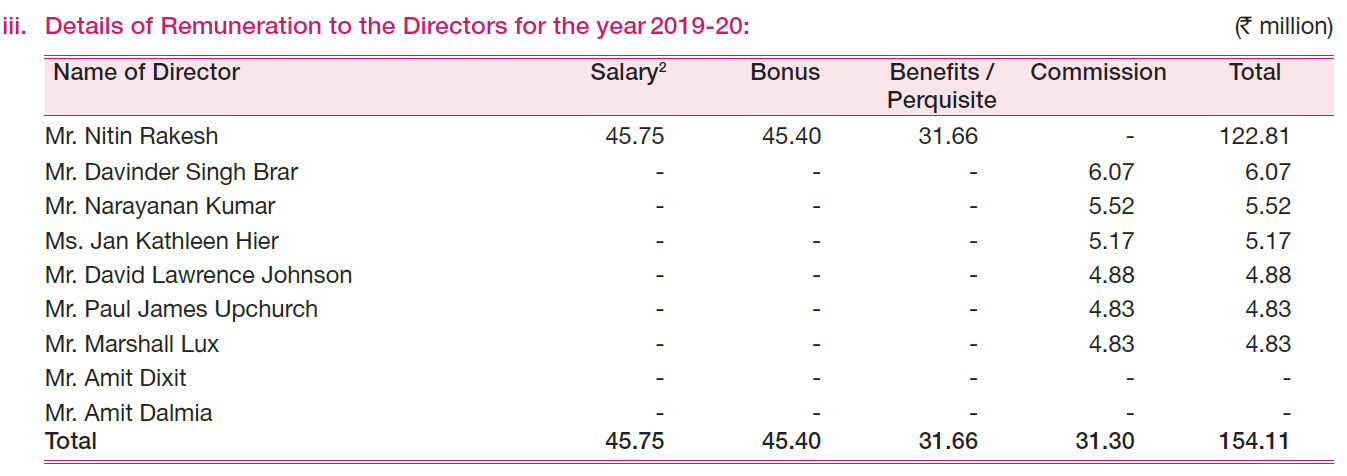 iii. Details of Remuneration to the Directors for the year 2019-20: (₹ million)
Name of Director Salary² Bonus Benefits / Commission Total
Perquisite
Mr. Nitin Rakesh 45.75 45.40 31.66 - 122.81
Mr. Davinder Singh Brar - - - 6.07 6.07
Mr. Narayanan Kumar - - - 5.52 5.52
Ms. Jan Kathleen Hier - - - 5.17 5.17
Mr. David Lawrence Johnson - - - 4.88 4.88
Mr. Paul James Upchurch - - - 4.83 4.83
Mr. Marshall Lux - - - 4.83 4.83
Mr. Amit Dixit - - - - -
Mr. Amit Dalmia - - - - -
Total 45.75 45.40 31.66 31.30 154.11